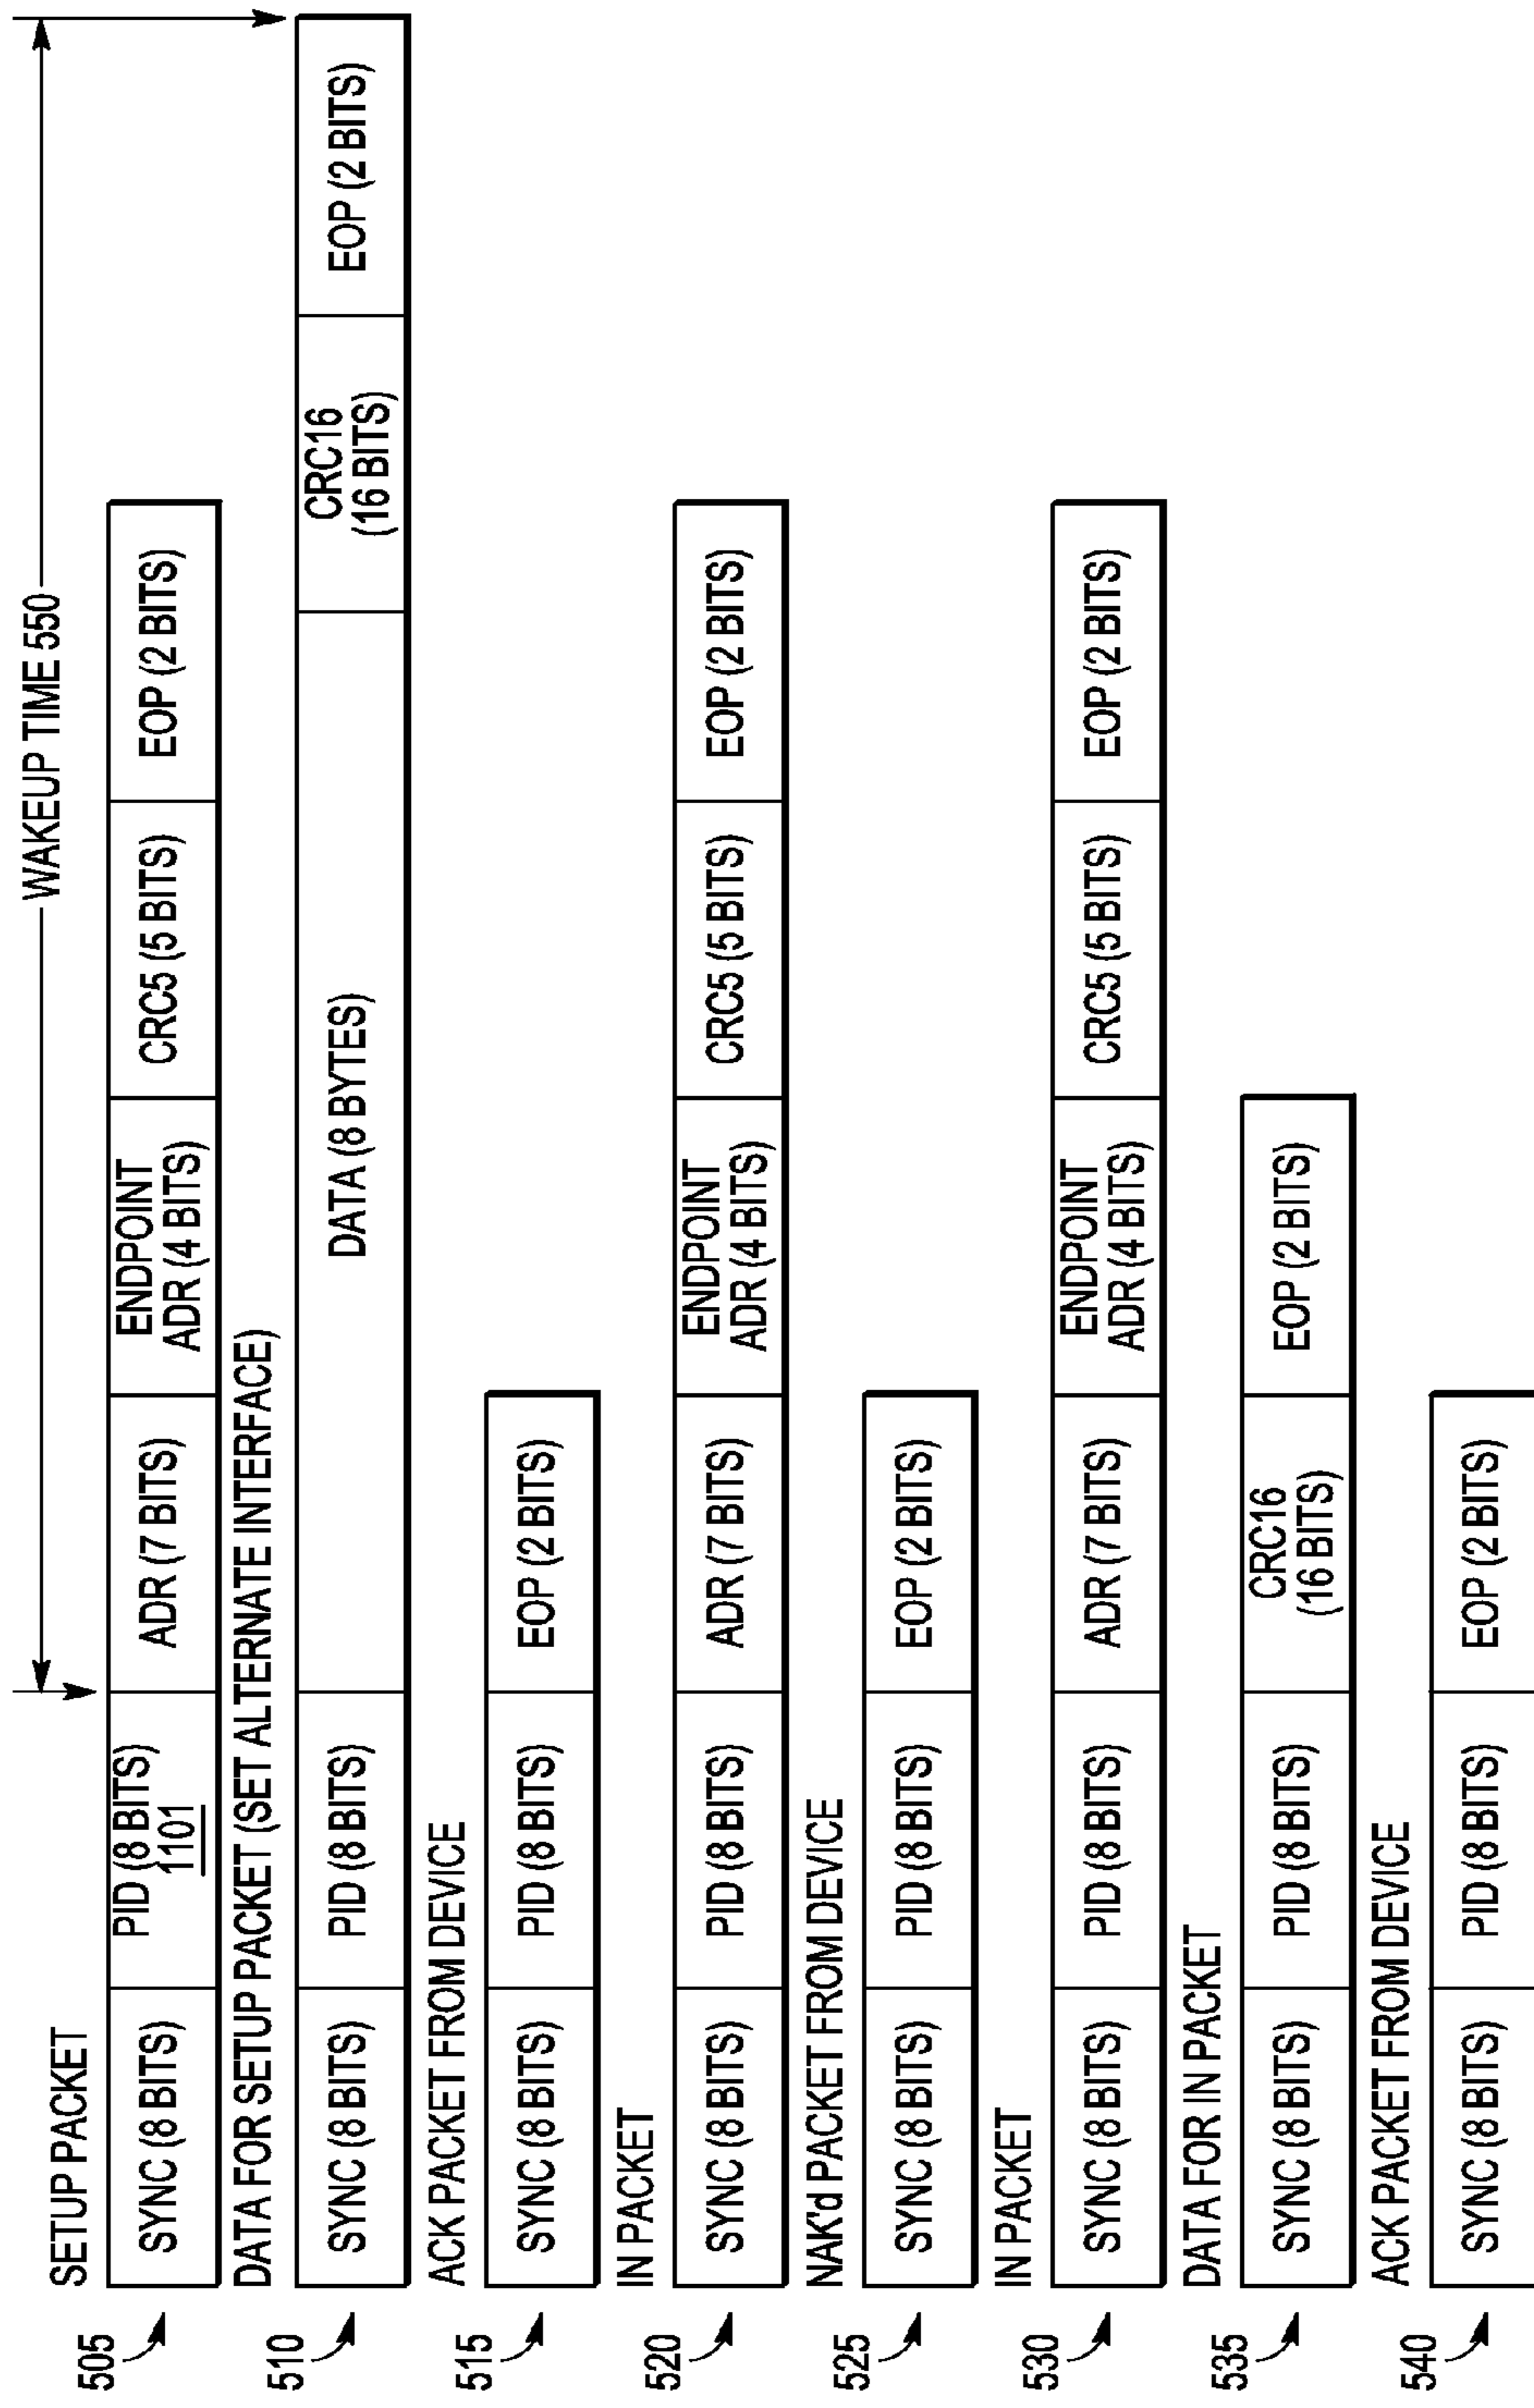 WAKEUP TIME 550
SETUP PACKET
505
SYNC (8 BITS)
PID (8 BITS)
1101
ADR (7 BITS)
ENDPOINT
ADR (4 BITS)
CRC5 (5 BITS)
EOP (2 BITS)
DATA FOR SETUP PACKET (SET ALTERNATE INTERFACE)
510
SYNC (8 BITS)
PID (8 BITS)
DATA (8 BYTES)
CRC16
(16 BITS)
EOP (2 BITS)
ACK PACKET FROM DEVICE
515
SYNC (8 BITS)
PID (8 BITS)
EOP (2 BITS)
IN PACKET
520
SYNC (8 BITS)
PID (8 BITS)
ADR (7 BITS)
ENDPOINT
ADR (4 BITS)
CRC5 (5 BITS)
EOP (2 BITS)
NAK'd PACKET FROM DEVICE
525
SYNC (8 BITS)
PID (8 BITS)
EOP (2 BITS)
IN PACKET
530
SYNC (8 BITS)
PID (8 BITS)
ADR (7 BITS)
ENDPOINT
ADR (4 BITS)
CRC5 (5 BITS)
EOP (2 BITS)
DATA FOR IN PACKET
535
SYNC (8 BITS)
PID (8 BITS)
CRC16
(16 BITS)
EOP (2 BITS)
ACK PACKET FROM DEVICE
540
SYNC (8 BITS)
PID (8 BITS)
EOP (2 BITS)